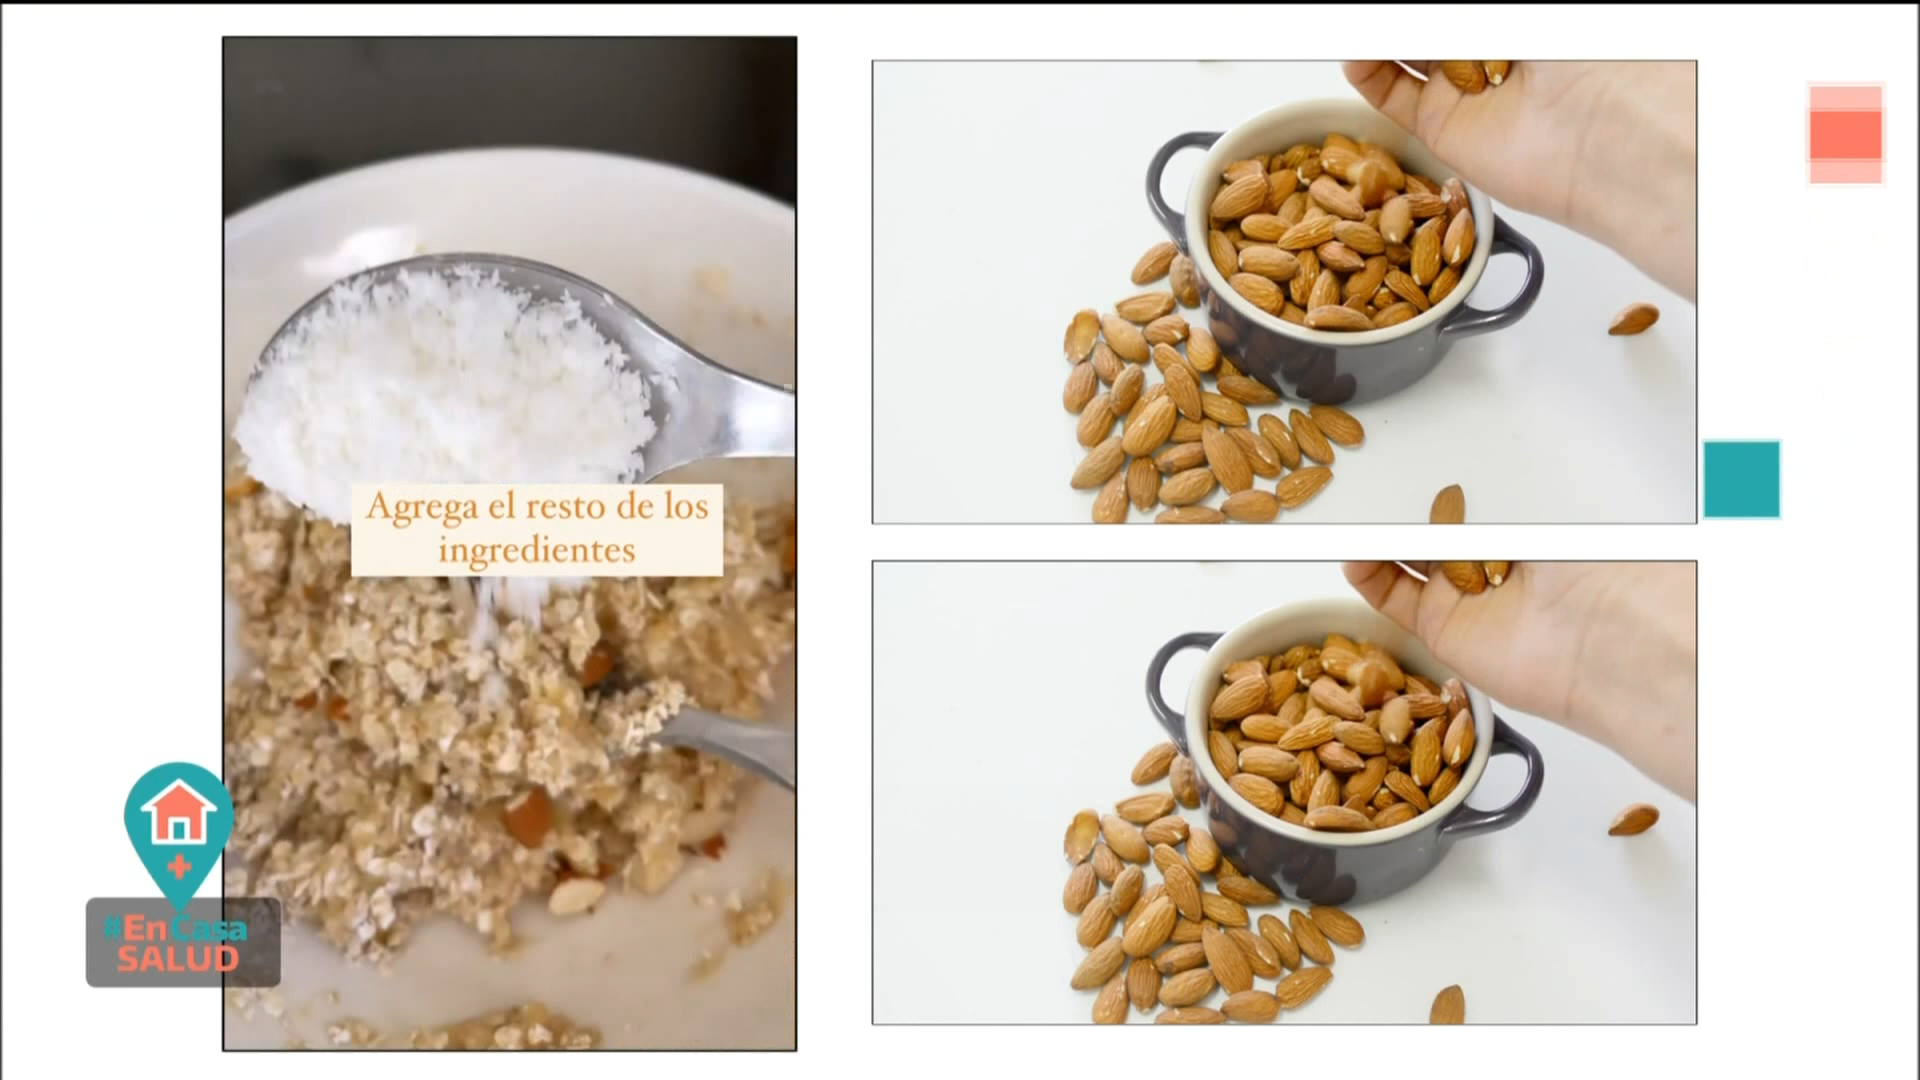 Agrega el resto de los
ingredientes
#EnCasa
SALUD